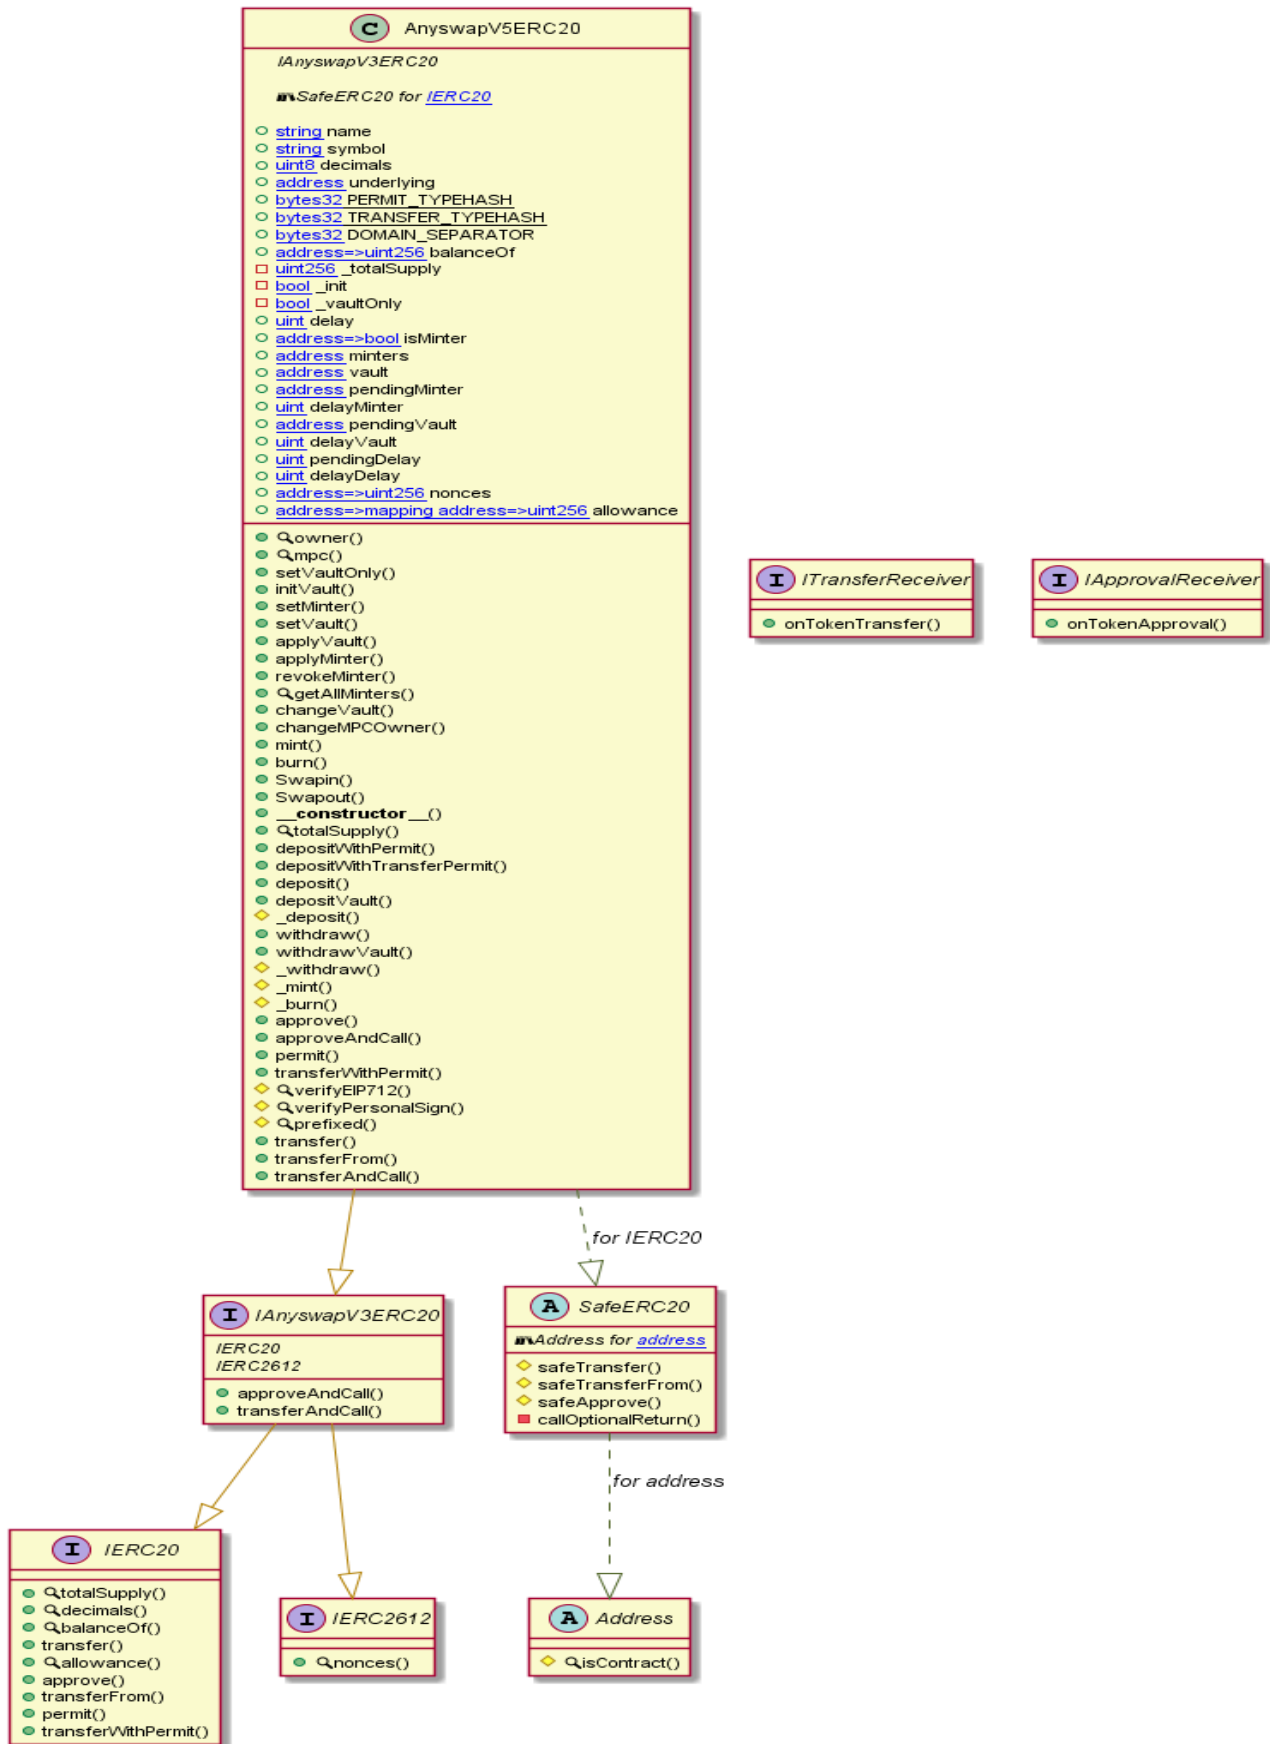 C AnyswapV5ERC20
IAnyswapV3ERC20
SafeERC20 for IERC20
string name
string symbol
uint8 decimals
address underlying
bytes32 PERMIT_TYPEHASH
bytes32 TRANSFER_TYPEHASH
bytes32 DOMAIN_SEPARATOR
address=>uint256 balanceOf
uint256 _totalSupply
bool _init
bool _vaultOnly
uint delay
address=>bool isMinter
address minters
address vault
address pendingMinter
uint delayMinter
address pendingVault
uint delayVault
uint pendingDelay
uint delayDelay
address=>uint256 nonces
address=>mapping address=>uint256 allowance
owner()
mpc()
setVaultOnly()
initVault()
setMinter()
setVault()
applyVault()
applyMinter()
revokeMinter()
getAllMinters()
changeVault()
changeMPCOwner()
mint()
burn()
Swapin()
Swapout()
__constructor__()
totalSupply()
depositWithPermit()
depositWithTransferPermit()
deposit()
depositVault()
_deposit()
withdraw()
withdrawVault()
_withdraw()
_mint()
_burn()
approve()
approveAndCall()
permit()
transferWithPermit()
verifyEIP712()
verifyPersonalSign()
prefixed()
transfer()
transferFrom()
transferAndCall()
I ITransferReceiver
onTokenTransfer()
I IApprovalReceiver
onTokenApproval()
for IERC20
I IAnyswapV3ERC20
IERC20
IERC2612
approveAndCall()
transferAndCall()
A SafeERC20
Address for address
safeTransfer()
safeTransferFrom()
safeApprove()
callOptionalReturn()
for address
I IERC20
totalSupply()
decimals()
balanceOf()
transfer()
allowance()
approve()
transferFrom()
permit()
transferWithPermit()
I IERC2612
nonces()
A Address
isContract()